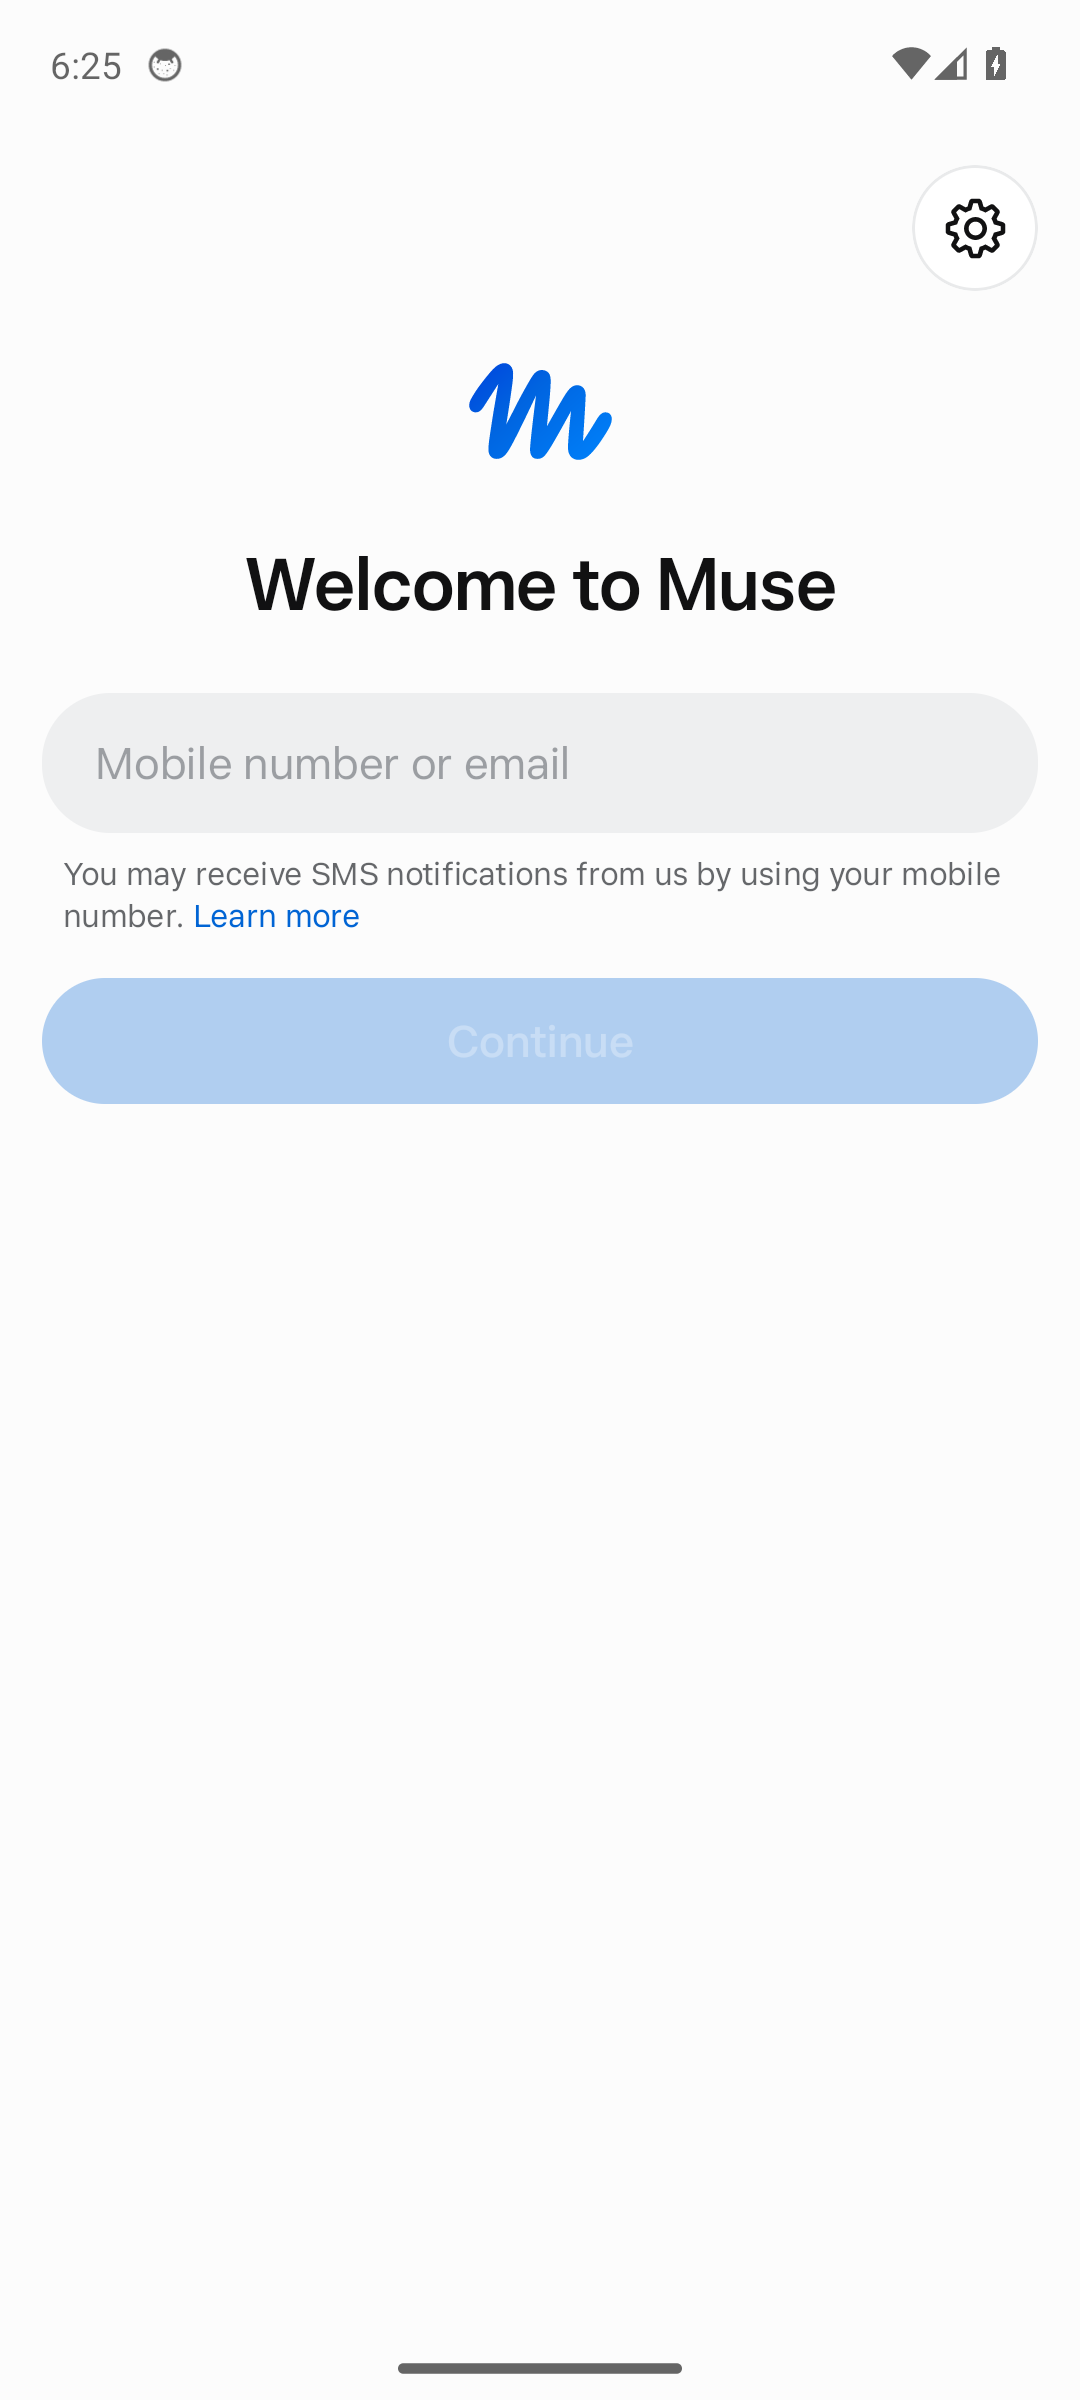 6:25
Welcome to Muse
Mobile number or email
You may receive SMS notifications from us by using your mobile
number. Learn more
Continue